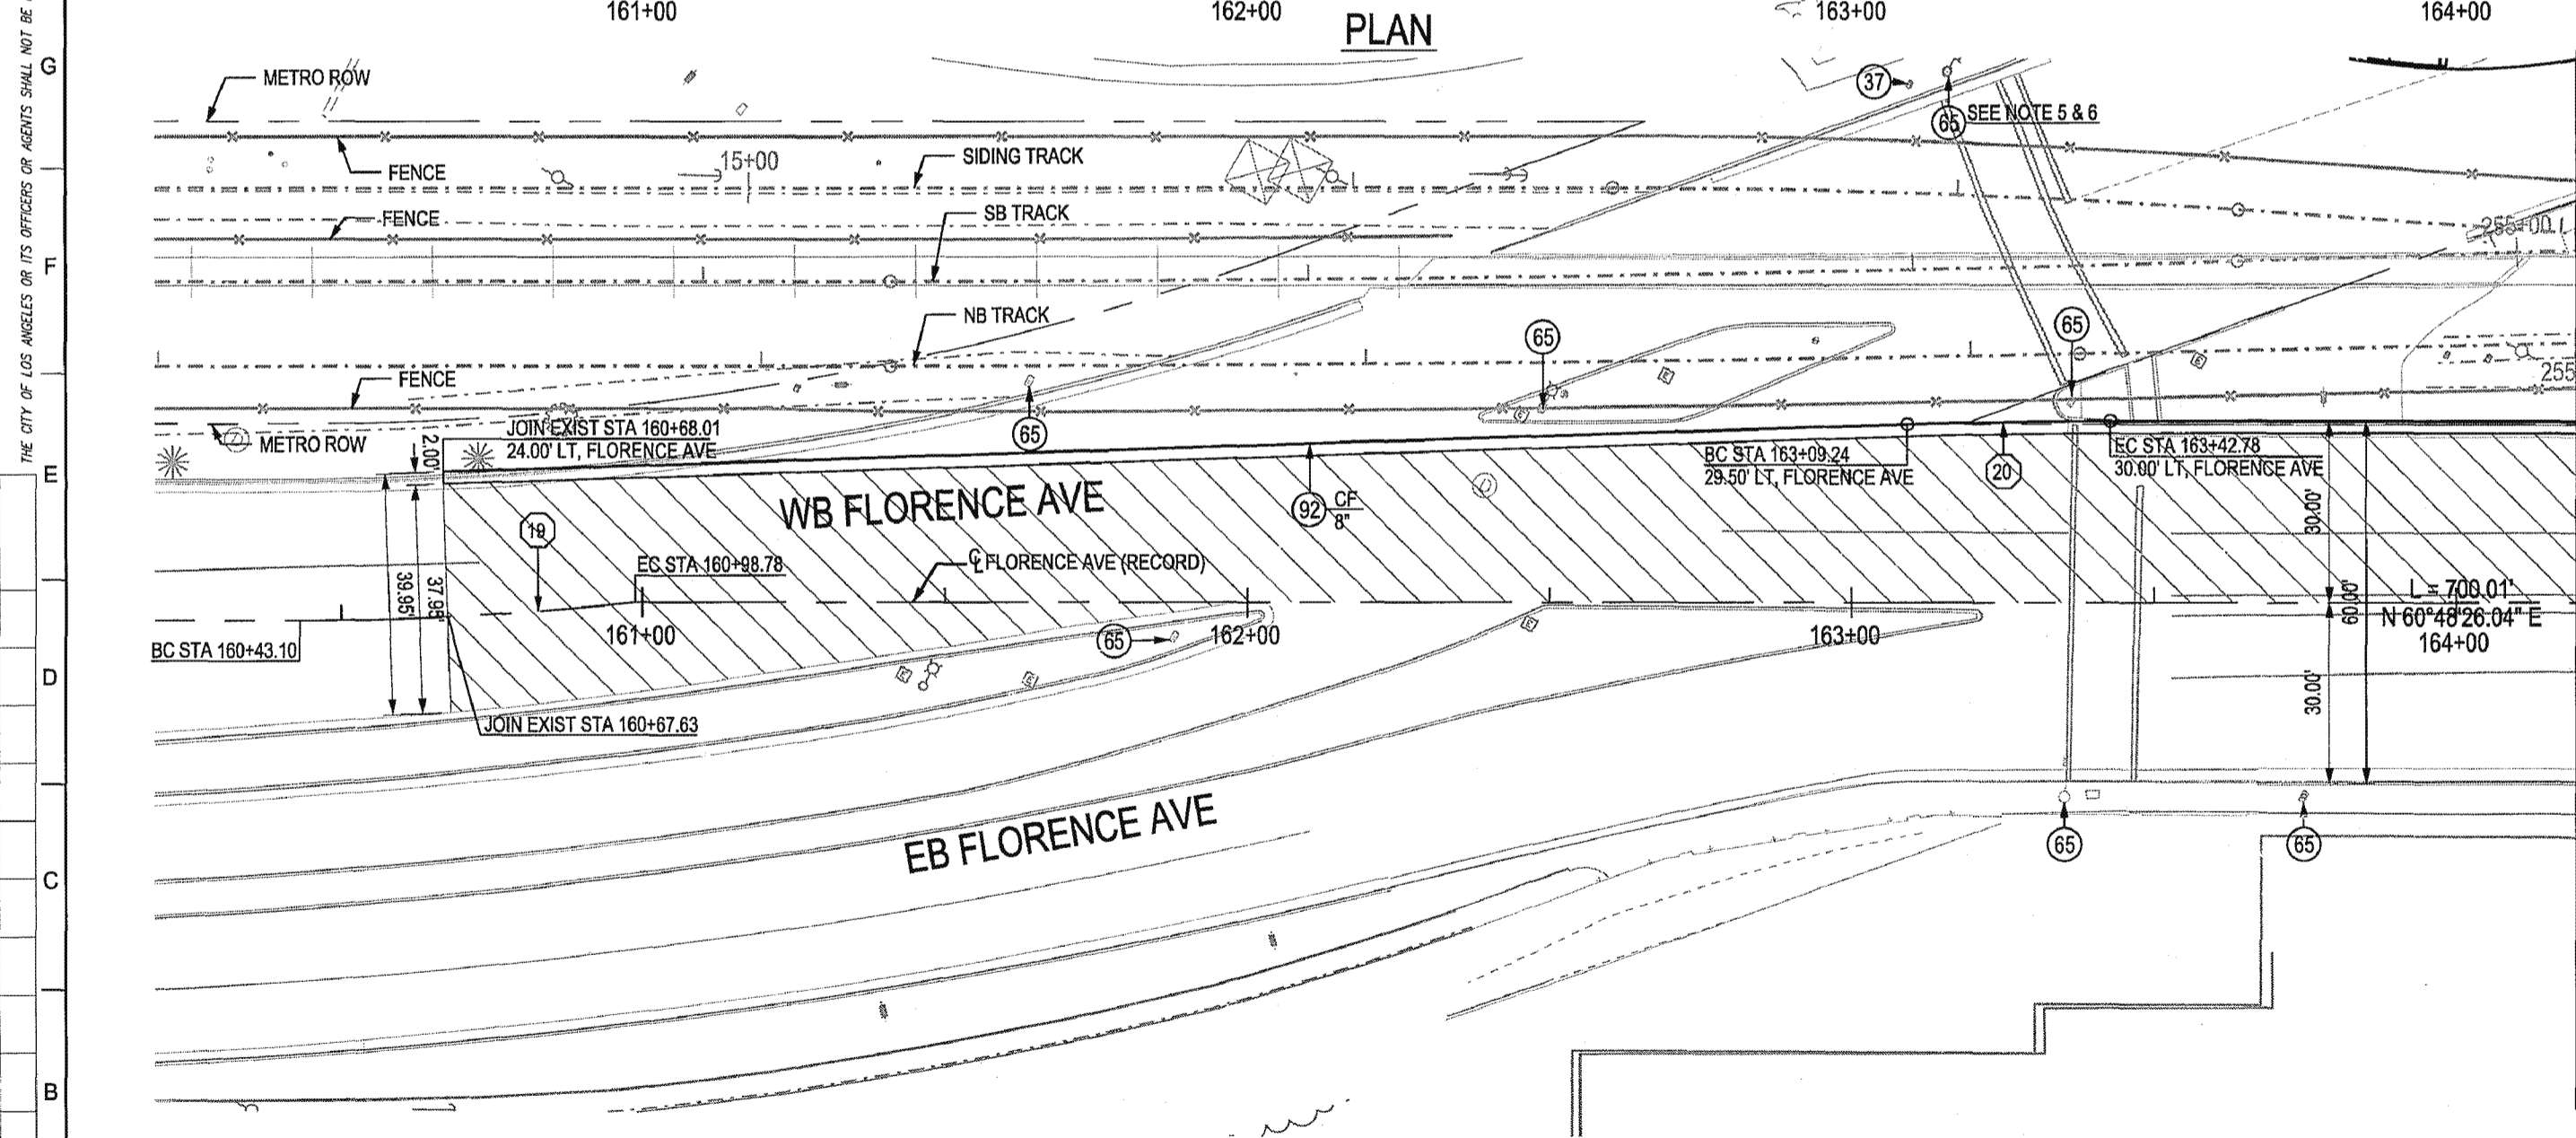 161+00
162+00
163+00
164+00
PLAN
THE CITY OF LOS ANGELES OR ITS OFFICERS OR AGENTS SHALL NOT BE
G
METRO ROW
37
65
SEE NOTE 5 & 6
FENCE
15+00
SIDING TRACK
FENCE
SB TRACK
255+00
F
NB TRACK
65
65
FENCE
255
METRO ROW
2.00'
JOIN EXIST STA 160+68.01
24.00' LT, FLORENCE AVE
65
BC STA 163+09.24
29.50' LT, FLORENCE AVE
20
EC STA 163+42.78
30.00' LT, FLORENCE AVE
E
WB FLORENCE AVE
92
CF
8"
30.00'
19
EC STA 160+98.78
℄ FLORENCE AVE (RECORD)
39.95'
37.95'
60.00'
L = 700.01'
N 60°48'26.04" E
161+00
65
162+00
163+00
164+00
BC STA 160+43.10
D
30.00'
JOIN EXIST STA 160+67.63
EB FLORENCE AVE
65
65
C
B